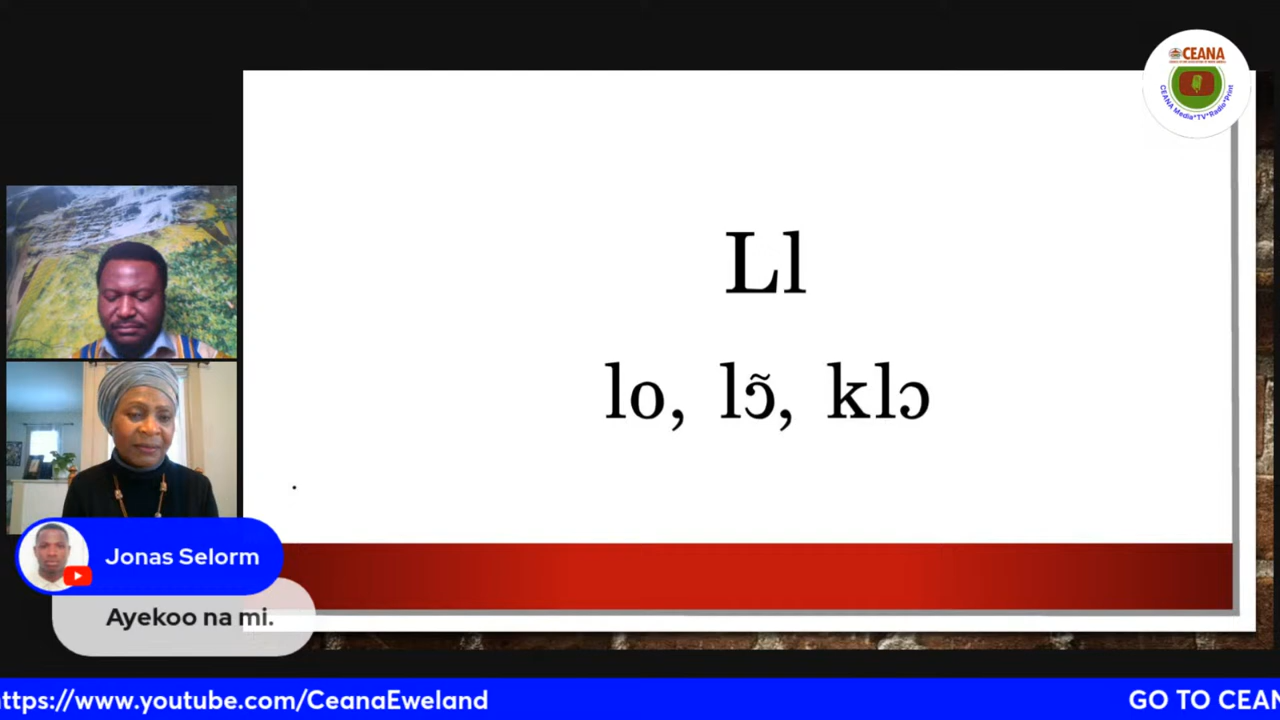 CEANA
CEANA Media*TV*Radio*Print
Ll
lo, lɔ̃, klɔ
Jonas Selorm
Ayekoo na mi.
https://www.youtube.com/CeanaEweland
GO TO CEAN